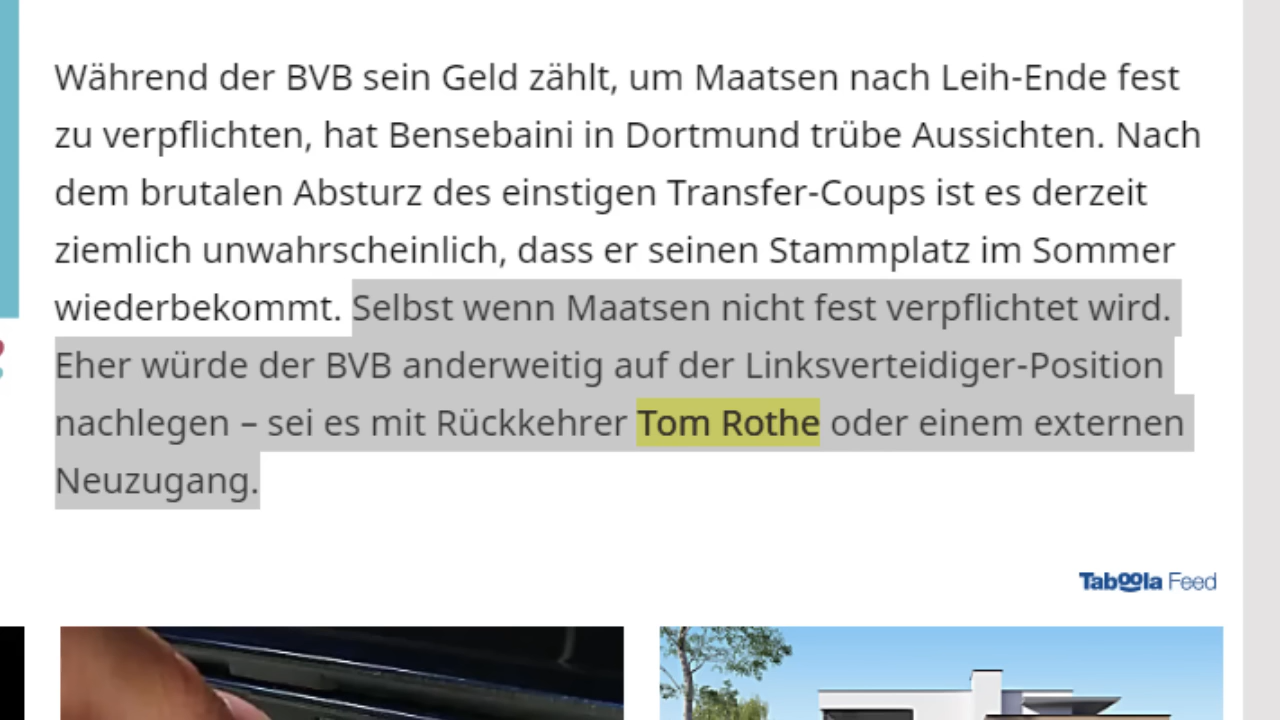 Während der BVB sein Geld zählt, um Maatsen nach Leih-Ende fest
zu verpflichten, hat Bensebaini in Dortmund trübe Aussichten. Nach
dem brutalen Absturz des einstigen Transfer-Coups ist es derzeit
ziemlich unwahrscheinlich, dass er seinen Stammplatz im Sommer
wiederbekommt. Selbst wenn Maatsen nicht fest verpflichtet wird.
Eher würde der BVB anderweitig auf der Linksverteidiger-Position
nachlegen – sei es mit Rückkehrer Tom Rothe oder einem externen
Neuzugang.
Taboola Feed